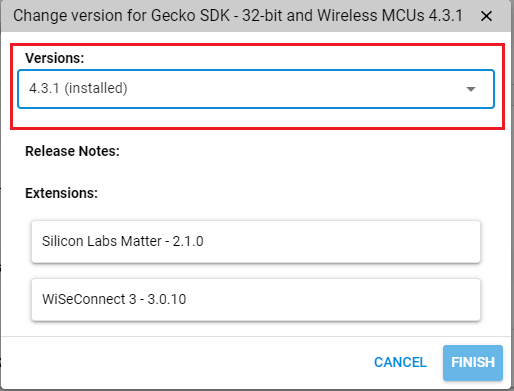 Change version for Gecko SDK - 32-bit and Wireless MCUs 4.3.1
Versions:
4.3.1 (installed)
Release Notes:
Extensions:
Silicon Labs Matter - 2.1.0
WiSeConnect 3 - 3.0.10
CANCEL FINISH